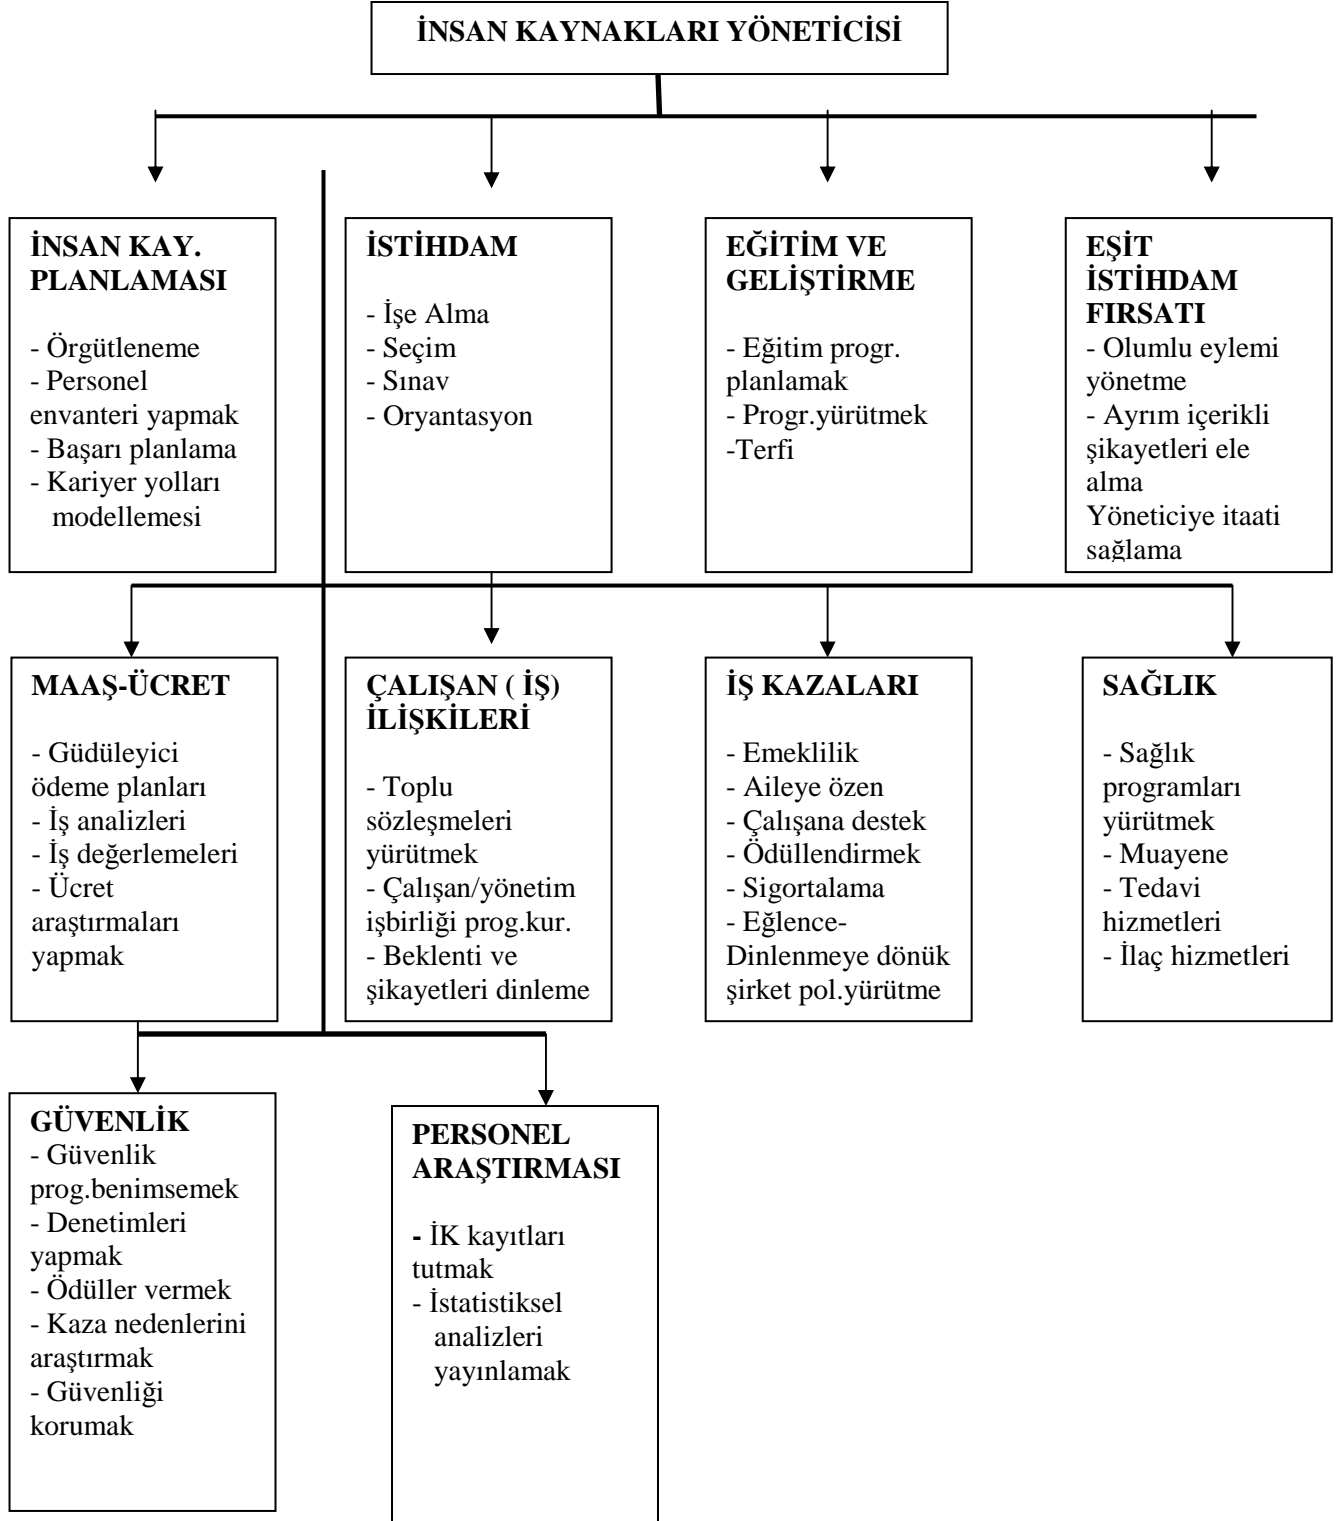 İNSAN KAYNAKLARI YÖNETİCİSİ
İNSAN KAY.
PLANLAMASI
- Örgütleneme
- Personel
envanteri yapmak
- Başarı planlama
- Kariyer yolları
modellemesi
İSTİHDAM
- İşe Alma
- Seçim
- Sınav
- Oryantasyon
EĞİTİM VE
GELİŞTİRME
- Eğitim progr.
planlamak
- Progr.yürütmek
-Terfi
EŞİT
İSTİHDAM
FIRSATI
- Olumlu eylemi
yönetme
- Ayrım içerikli
şikayetleri ele
alma
Yöneticiye itaati
sağlama
MAAŞ-ÜCRET
- Güdüleyici
ödeme planları
- İş analizleri
- İş değerlemeleri
- Ücret
araştırmaları
yapmak
ÇALIŞAN ( İŞ)
İLİŞKİLERİ
- Toplu
sözleşmeleri
yürütmek
- Çalışan/yönetim
işbirliği prog.kur.
- Beklenti ve
şikayetleri dinleme
İŞ KAZALARI
- Emeklilik
- Aileye özen
- Çalışana destek
- Ödüllendirmek
- Sigortalama
- Eğlence-
Dinlenmeye dönük
şirket pol.yürütme
SAĞLIK
- Sağlık
programları
yürütmek
- Muayene
- Tedavi
hizmetleri
- İlaç hizmetleri
GÜVENLİK
- Güvenlik
prog.benimsemek
- Denetimleri
yapmak
- Ödüller vermek
- Kaza nedenlerini
araştırmak
- Güvenliği
korumak
PERSONEL
ARAŞTIRMASI
- İK kayıtları
tutmak
- İstatistiksel
analizleri
yayınlamak